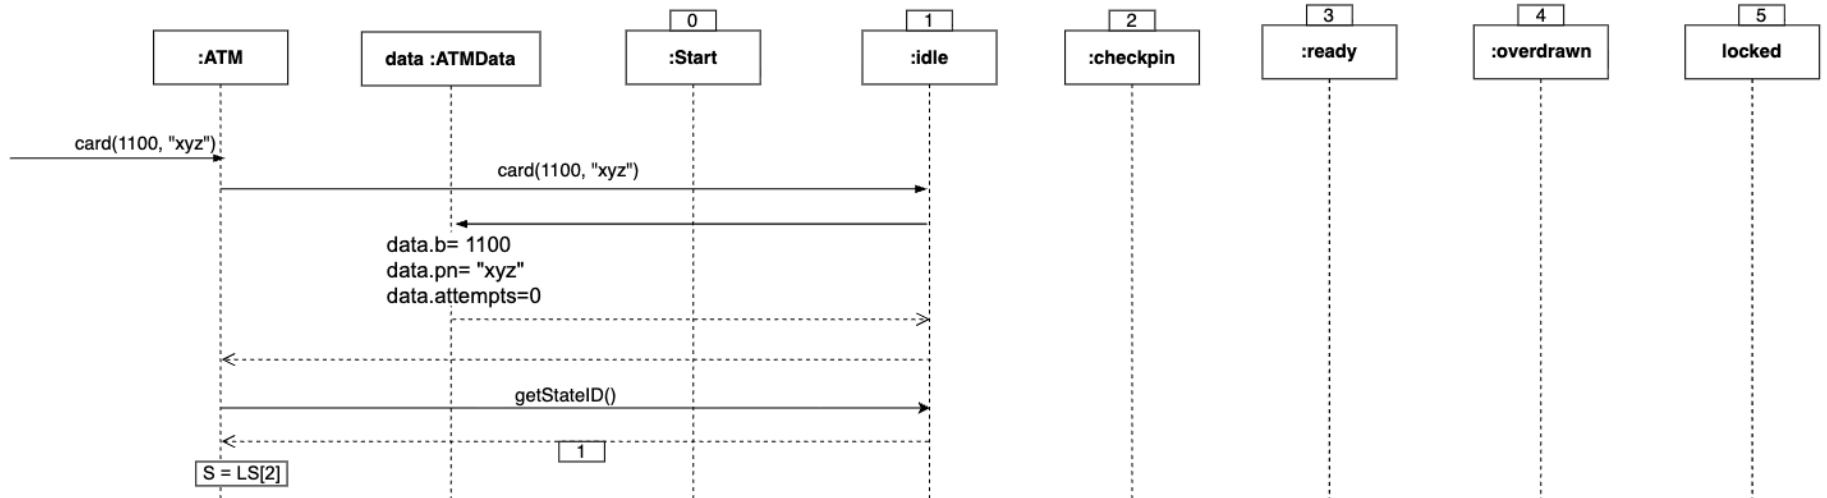 0
1
2
3
4
5
:ATM
data :ATMData
:Start
:idle
:checkpin
:ready
:overdrawn
locked
card(1100, "xyz")
card(1100, "xyz")
data.b= 1100
data.pn= "xyz"
data.attempts=0
getStateID()
1
S = LS[2]